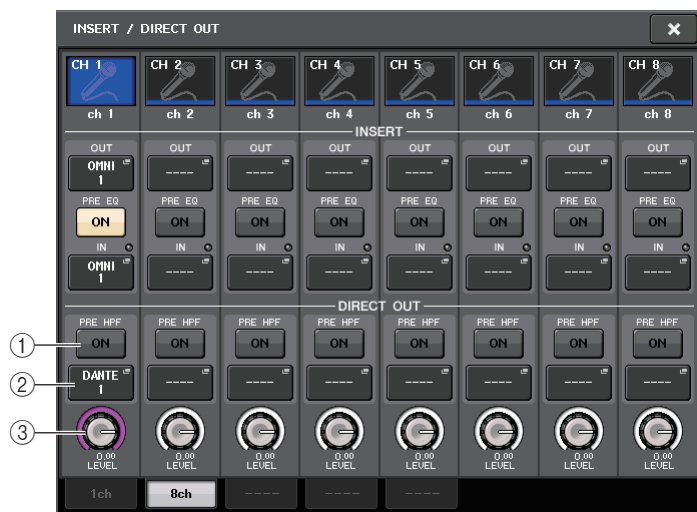 INSERT / DIRECT OUT
CH 1 CH 2 CH 3 CH 4 CH 5 CH 6 CH 7 CH 8
ch 1 ch 2 ch 3 ch 4 ch 5 ch 6 ch 7 ch 8
INSERT
OUT OUT OUT OUT OUT OUT OUT OUT
OMNI 1 ---- ---- ---- ---- ---- ---- ----
PRE EQ PRE EQ PRE EQ PRE EQ PRE EQ PRE EQ PRE EQ PRE EQ
ON ON ON ON ON ON ON ON
IN IN IN IN IN IN IN IN
OMNI 1 ---- ---- ---- ---- ---- ---- ----
DIRECT OUT
PRE HPF PRE HPF PRE HPF PRE HPF PRE HPF PRE HPF PRE HPF PRE HPF
① ON ON ON ON ON ON ON ON
② DANTE 1 ---- ---- ---- ---- ---- ---- ----
③
0.00 0.00 0.00 0.00 0.00 0.00 0.00 0.00
LEVEL LEVEL LEVEL LEVEL LEVEL LEVEL LEVEL LEVEL
1ch 8ch ---- ---- ----